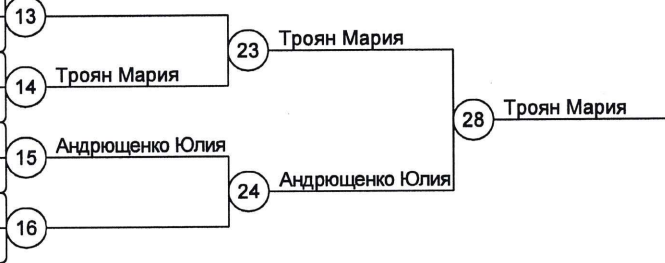 13
23 Троян Мария
14 Троян Мария
28 Троян Мария
15 Андрющенко Юлия
24 Андрющенко Юлия
16